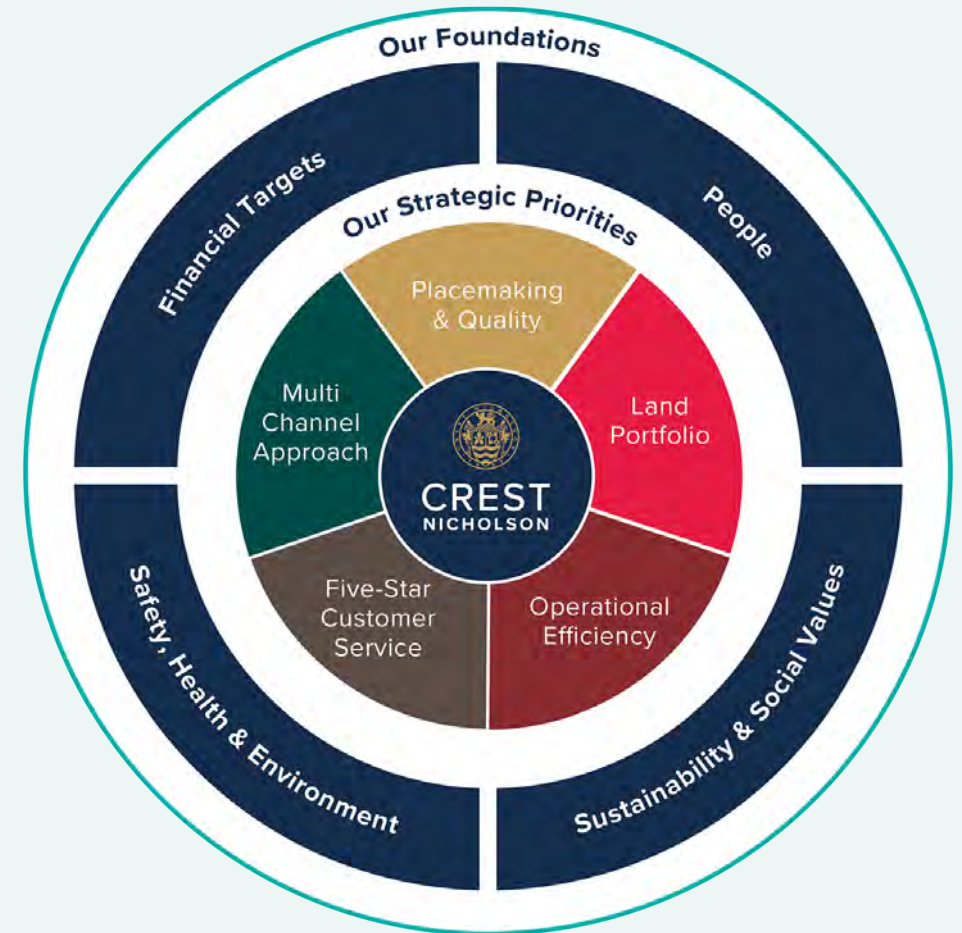 Our Foundations
Financial Targets
People
Our Strategic Priorities
Placemaking
& Quality
Multi
Channel
Approach
Land
Portfolio
CREST
NICHOLSON
Five-Star
Customer
Service
Operational
Efficiency
Safety, Health & Environment
Sustainability & Social Values